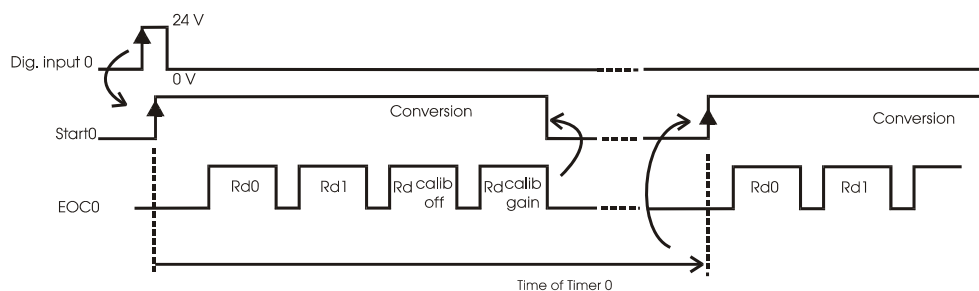 24 V
Dig. input 0
0 V
Conversion
Conversion
Start0
Rd0
Rd1
Rd calib off
Rd calib gain
Rd0
Rd1
EOC0
Time of Timer 0